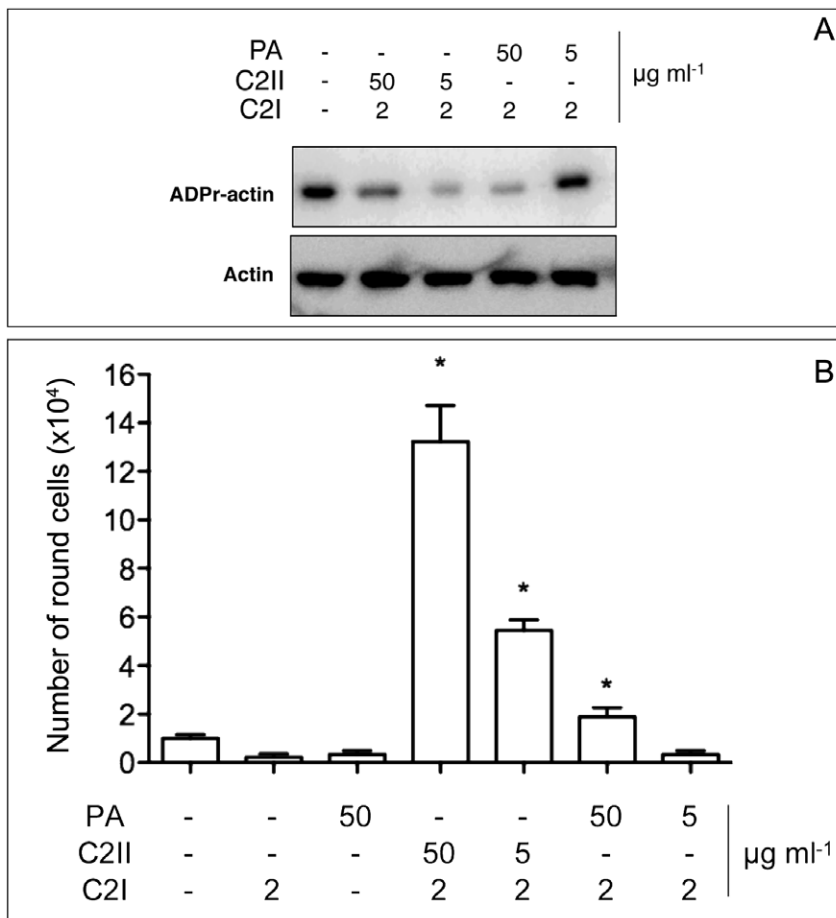 A
PA - - - 50 5
C2II - 50 5 - -
C2I - 2 2 2 2
µg ml-1
ADPr-actin
Actin
B
Number of round cells (x10⁴)
16
14
12
10
8
6
4
2
0
* * * 
PA - - 50 - - 50 5
C2II - - - 50 5 - -
C2I - 2 - 2 2 2 2
µg ml-1